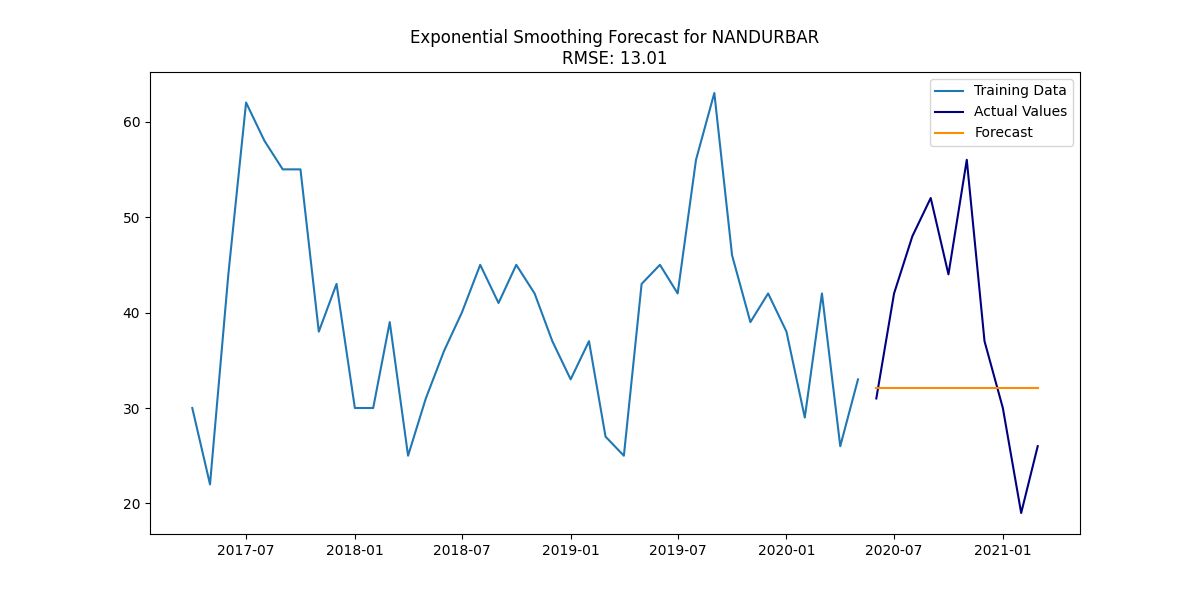 Exponential Smoothing Forecast for NANDURBAR
RMSE: 13.01
Training Data
Actual Values
Forecast
60
50
40
30
20
2017-07
2018-01
2018-07
2019-01
2019-07
2020-01
2020-07
2021-01